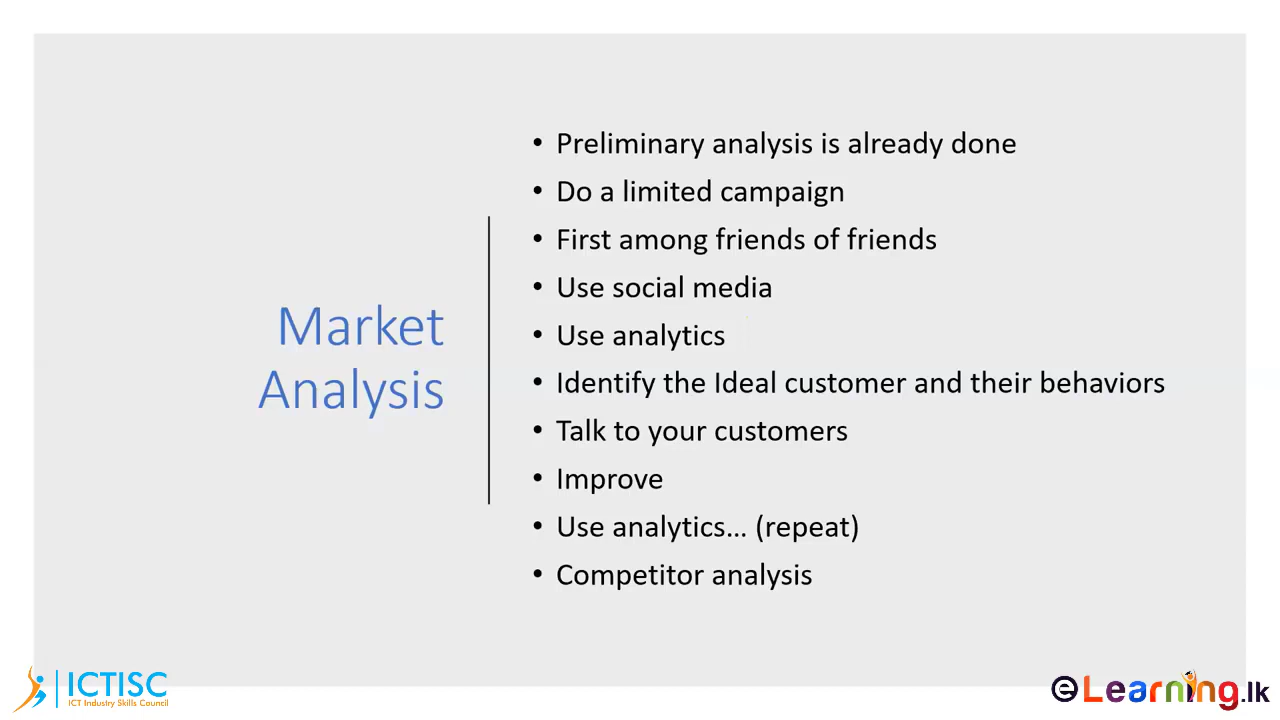 Market
Analysis
• Preliminary analysis is already done
• Do a limited campaign
• First among friends of friends
• Use social media
• Use analytics
• Identify the Ideal customer and their behaviors
• Talk to your customers
• Improve
• Use analytics... (repeat)
• Competitor analysis
ICTISC
ICT Industry Skills Council
eLearning.lk